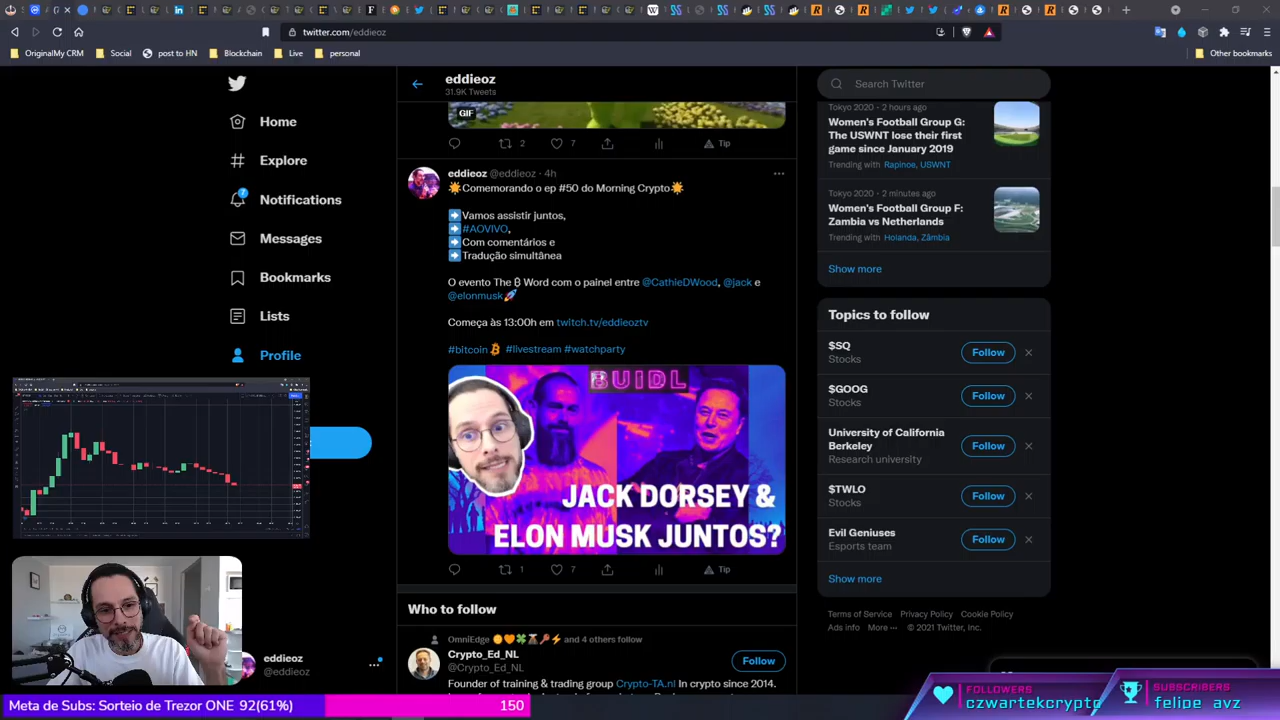 twitter.com/eddieoz
OriginalMy CRM
Social
post to HN
Blockchain
Live
personal
Other bookmarks
Home
Explore
Notifications
7
Messages
Bookmarks
Lists
Profile
eddieoz
@eddieoz
eddieoz
31.9K Tweets
GIF
2
7
Tip
eddieoz @eddieoz · 4h
Comemorando o ep #50 do Morning Crypto
Vamos assistir juntos,
#AOVIVO,
Com comentários e
Tradução simultânea
O evento The ₿ Word com o painel entre @CathieDWood, @jack e
@elonmusk
Começa às 13:00h em twitch.tv/eddieoztv
#bitcoin #livestream #watchparty
BUIDL
JACK DORSEY &
ELON MUSK JUNTOS?
1
7
Tip
Who to follow
OmniEdge and 4 others follow
Crypto_Ed_NL
@Crypto_Ed_NL
Follow
Founder of training & trading group Crypto-TA.nl In crypto since 2014.
Search Twitter
Tokyo 2020 · 2 hours ago
Women's Football Group G:
The USWNT lose their first
game since January 2019
Trending with Rapinoe, USWNT
Tokyo 2020 · 2 minutes ago
Women's Football Group F:
Zambia vs Netherlands
Trending with Holanda, Zâmbia
Show more
Topics to follow
$SQ
Stocks
Follow
$GOOG
Stocks
Follow
University of California
Berkeley
Research university
Follow
$TWLO
Stocks
Follow
Evil Geniuses
Esports team
Follow
Show more
Terms of Service Privacy Policy Cookie Policy
Ads info More ··· © 2021 Twitter, Inc.
Meta de Subs: Sorteio de Trezor ONE 92(61%)
150
FOLLOWERS
czwartekcrypto
SUBSCRIBERS
felipe_avz